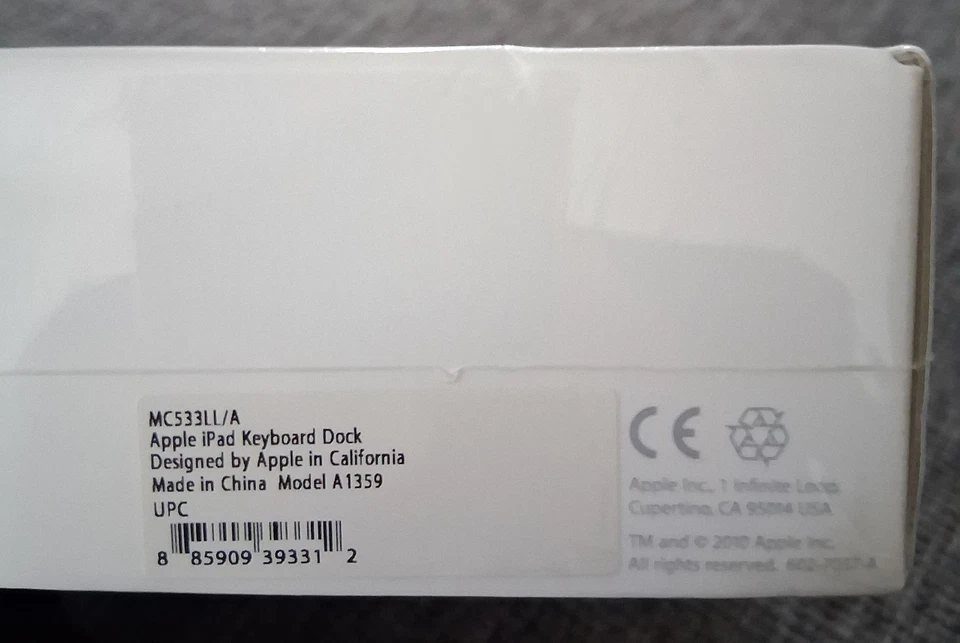 MC533LL/A
Apple iPad Keyboard Dock
Designed by Apple in California
Made in China Model A1359
UPC
8 85909 39331 2
CE
Apple Inc. 1 Infinite Loop
Cupertino, CA 95014 USA
TM and © 2010 Apple Inc.
All rights reserved.